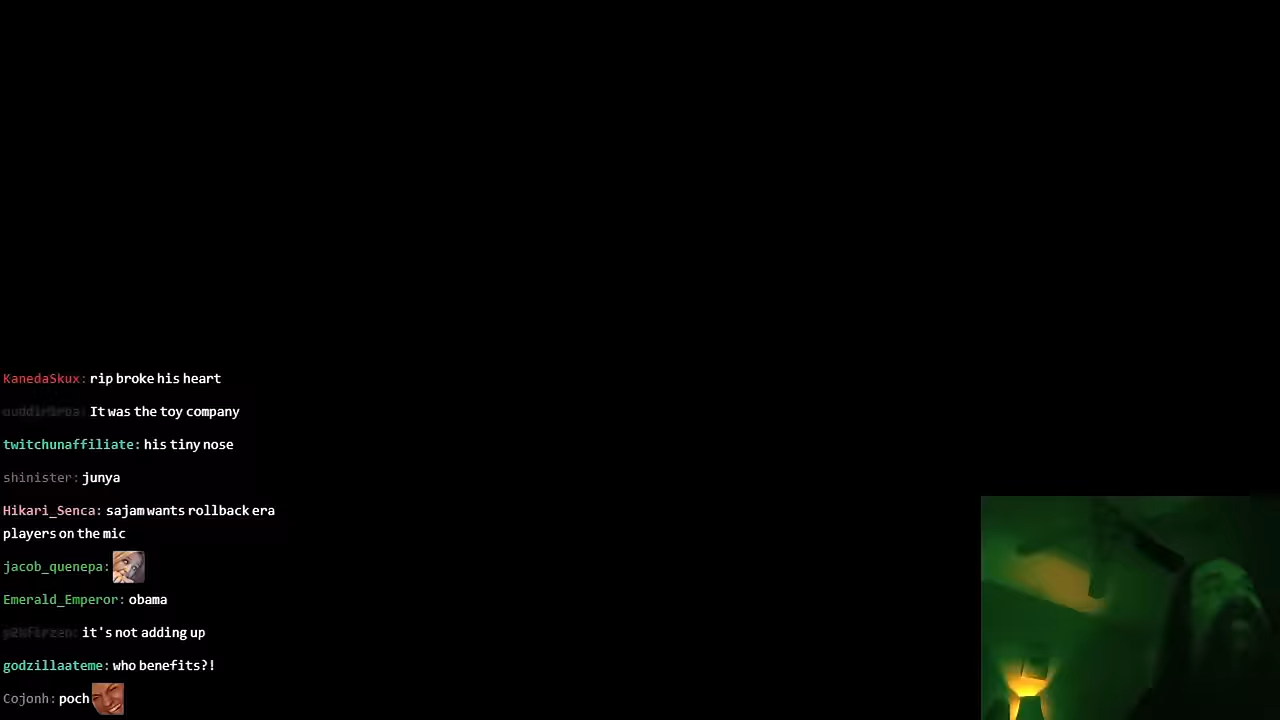 KanedaSkux: rip broke his heart
It was the toy company
twitchunaffiliate: his tiny nose
shinister: junya
Hikari_Senca: sajam wants rollback era
players on the mic
jacob_quenepa:
Emerald_Emperor: obama
it's not adding up
godzillaateme: who benefits?!
Cojonh: poch